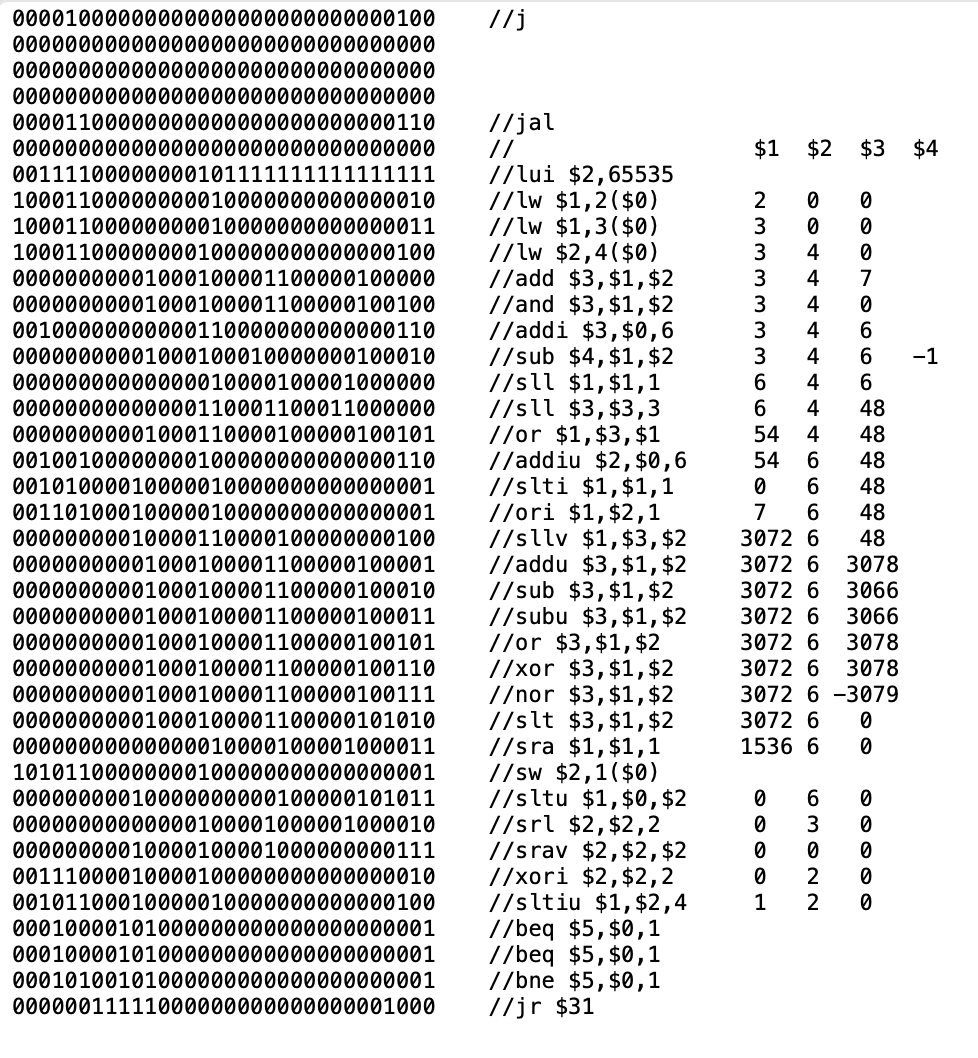 00001000000000000000000000000100 //j
00000000000000000000000000000000
00000000000000000000000000000000
00000000000000000000000000000000
00001100000000000000000000000110 //jal
00000000000000000000000000000000 // $1 $2 $3 $4
00111100000000101111111111111111 //lui $2,65535
10001100000000010000000000000010 //lw $1,2($0) 2 0 0
10001100000000010000000000000011 //lw $1,3($0) 3 0 0
10001100000000100000000000000100 //lw $2,4($0) 3 4 0
00000000001000100001100000100000 //add $3,$1,$2 3 4 7
00000000001000100001100000100100 //and $3,$1,$2 3 4 0
00100000000000110000000000000110 //addi $3,$0,6 3 4 6
00000000001000100010000000100010 //sub $4,$1,$2 3 4 6 −1
00000000000000010000100001000000 //sll $1,$1,1 6 4 6
00000000000000110001100011000000 //sll $3,$3,3 6 4 48
00000000001000110000100000100101 //or $1,$3,$1 54 4 48
00100100000000100000000000000110 //addiu $2,$0,6 54 6 48
00101000010000010000000000000001 //slti $1,$1,1 0 6 48
00110100010000010000000000000001 //ori $1,$2,1 7 6 48
00000000010000110000100000000100 //sllv $1,$3,$2 3072 6 48
00000000001000100001100000100001 //addu $3,$1,$2 3072 6 3078
00000000001000100001100000100010 //sub $3,$1,$2 3072 6 3066
00000000001000100001100000100011 //subu $3,$1,$2 3072 6 3066
00000000001000100001100000100101 //or $3,$1,$2 3072 6 3078
00000000001000100001100000100110 //xor $3,$1,$2 3072 6 3078
00000000001000100001100000100111 //nor $3,$1,$2 3072 6 −3079
00000000001000100001100000101010 //slt $3,$1,$2 3072 6 0
00000000000000010000100001000011 //sra $1,$1,1 1536 6 0
10101100000000100000000000000001 //sw $2,1($0)
00000000010000000000100000101011 //sltu $1,$0,$2 0 6 0
00000000000000100001000001000010 //srl $2,$2,2 0 3 0
00000000010000100001000000000111 //srav $2,$2,$2 0 0 0
00111000010000100000000000000010 //xori $2,$2,2 0 2 0
00101100010000010000000000000100 //sltiu $1,$2,4 1 2 0
00010000101000000000000000000001 //beq $5,$0,1
00010000101000000000000000000001 //beq $5,$0,1
00010100101000000000000000000001 //bne $5,$0,1
00000011111000000000000000001000 //jr $31